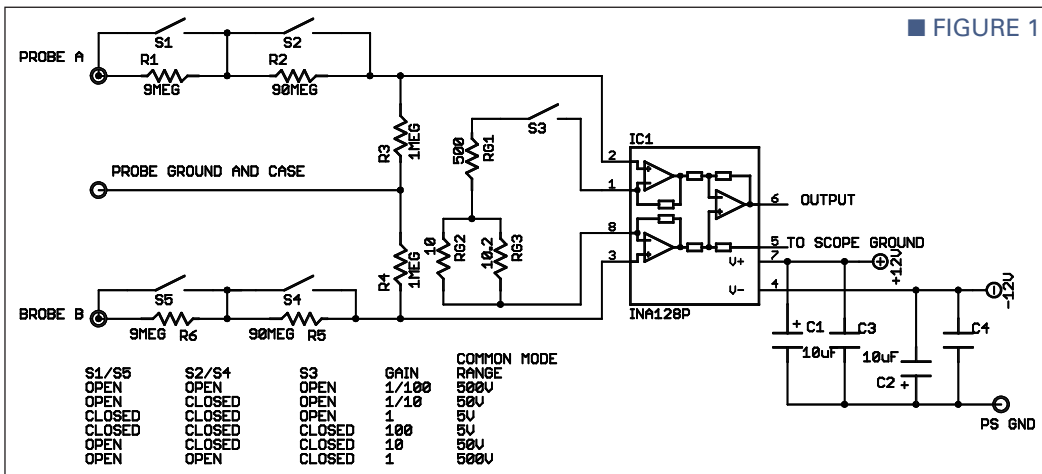 ■ FIGURE 1
S1
S2
PROBE A
R1
R2
9MEG
90MEG
R3
1MEG
S3
500
RG1
IC1
PROBE GROUND AND CASE
2
1
8
3
6
OUTPUT
5
TO SCOPE GROUND
V+
7
+12V
V-
4
-12V
10
RG2
10.2
RG3
R4
1MEG
INA128P
S5
S4
BROBE B
9MEG
R6
90MEG
R5
+
C1
10uF
C3
10uF
C2
+
C4
PS GND
COMMON MODE
S1/S5 S2/S4 S3 GAIN RANGE
OPEN OPEN OPEN 1/100 500V
OPEN CLOSED OPEN 1/10 50V
CLOSED CLOSED OPEN 1 5V
CLOSED CLOSED CLOSED 100 5V
OPEN CLOSED CLOSED 10 50V
OPEN OPEN CLOSED 1 500V